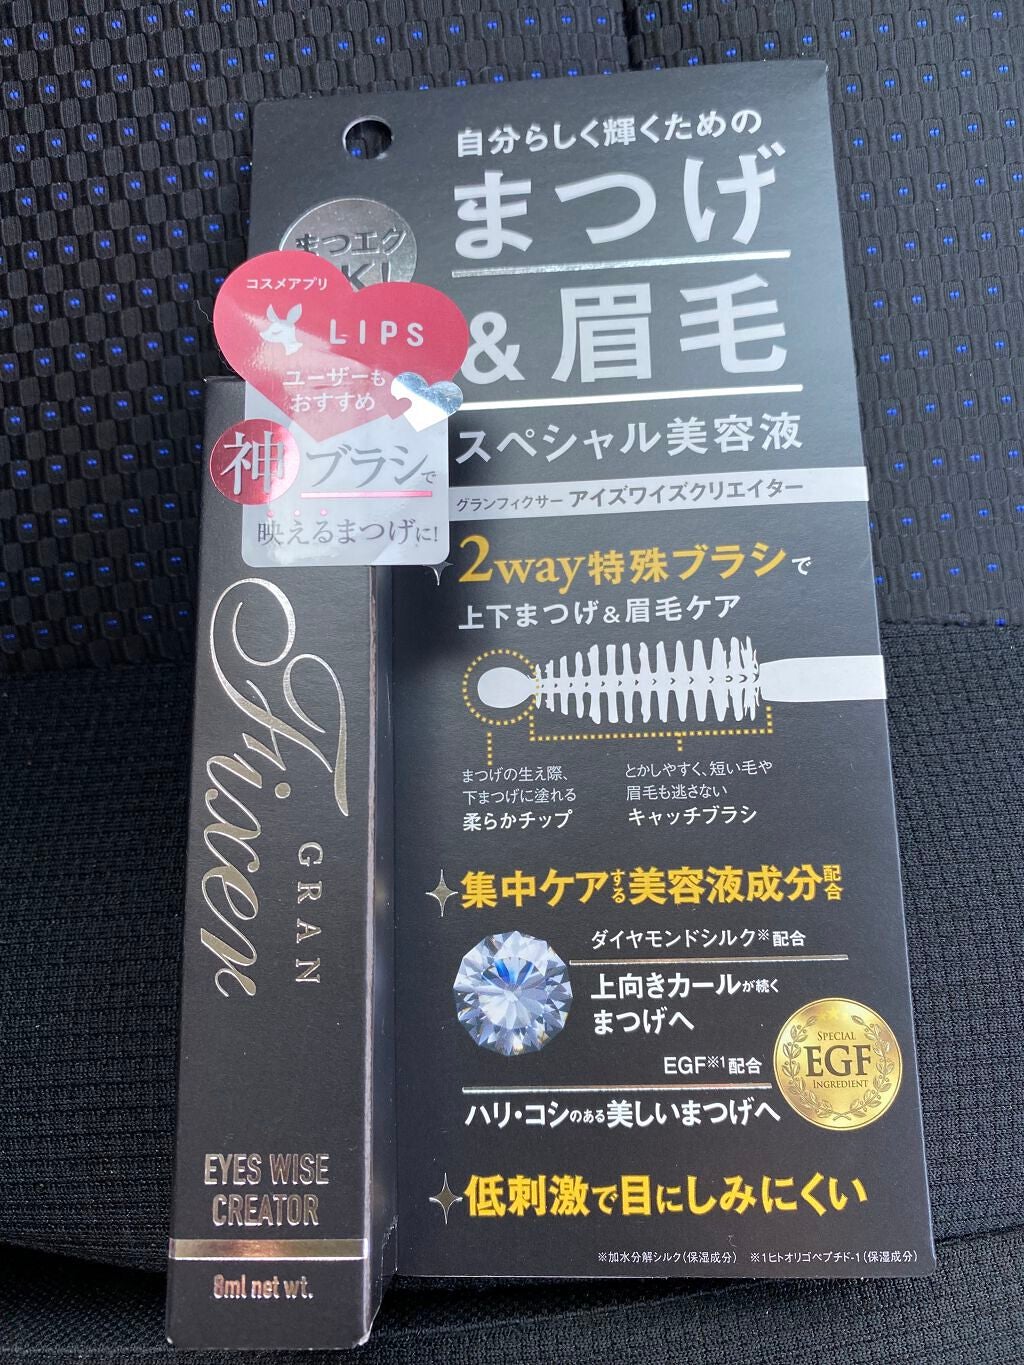 自分らしく輝くための
まつげ
&眉毛
スペシャル美容液
グランフィクサー アイズワイズクリエイター
まつエク
コスメアプリ
LIPS
ユーザーも
おすすめ
神ブラシで
映えるまつげに!
2way特殊ブラシで
上下まつげ&眉毛ケア
まつげの生え際、
下まつげに塗れる
柔らかチップ
とかしやすく、短い毛や
眉毛も逃さない
キャッチブラシ
集中ケアする美容液成分配合
ダイヤモンドシルク※配合
上向きカールが続く
まつげへ
EGF※1配合
ハリ・コシのある美しいまつげへ
SPECIAL
EGF
INGREDIENT
低刺激で目にしみにくい
※加水分解シルク(保湿成分) ※1ヒトオリゴペプチド-1(保湿成分)
Fixer
GRAN
EYES WISE
CREATOR
8ml net wt.